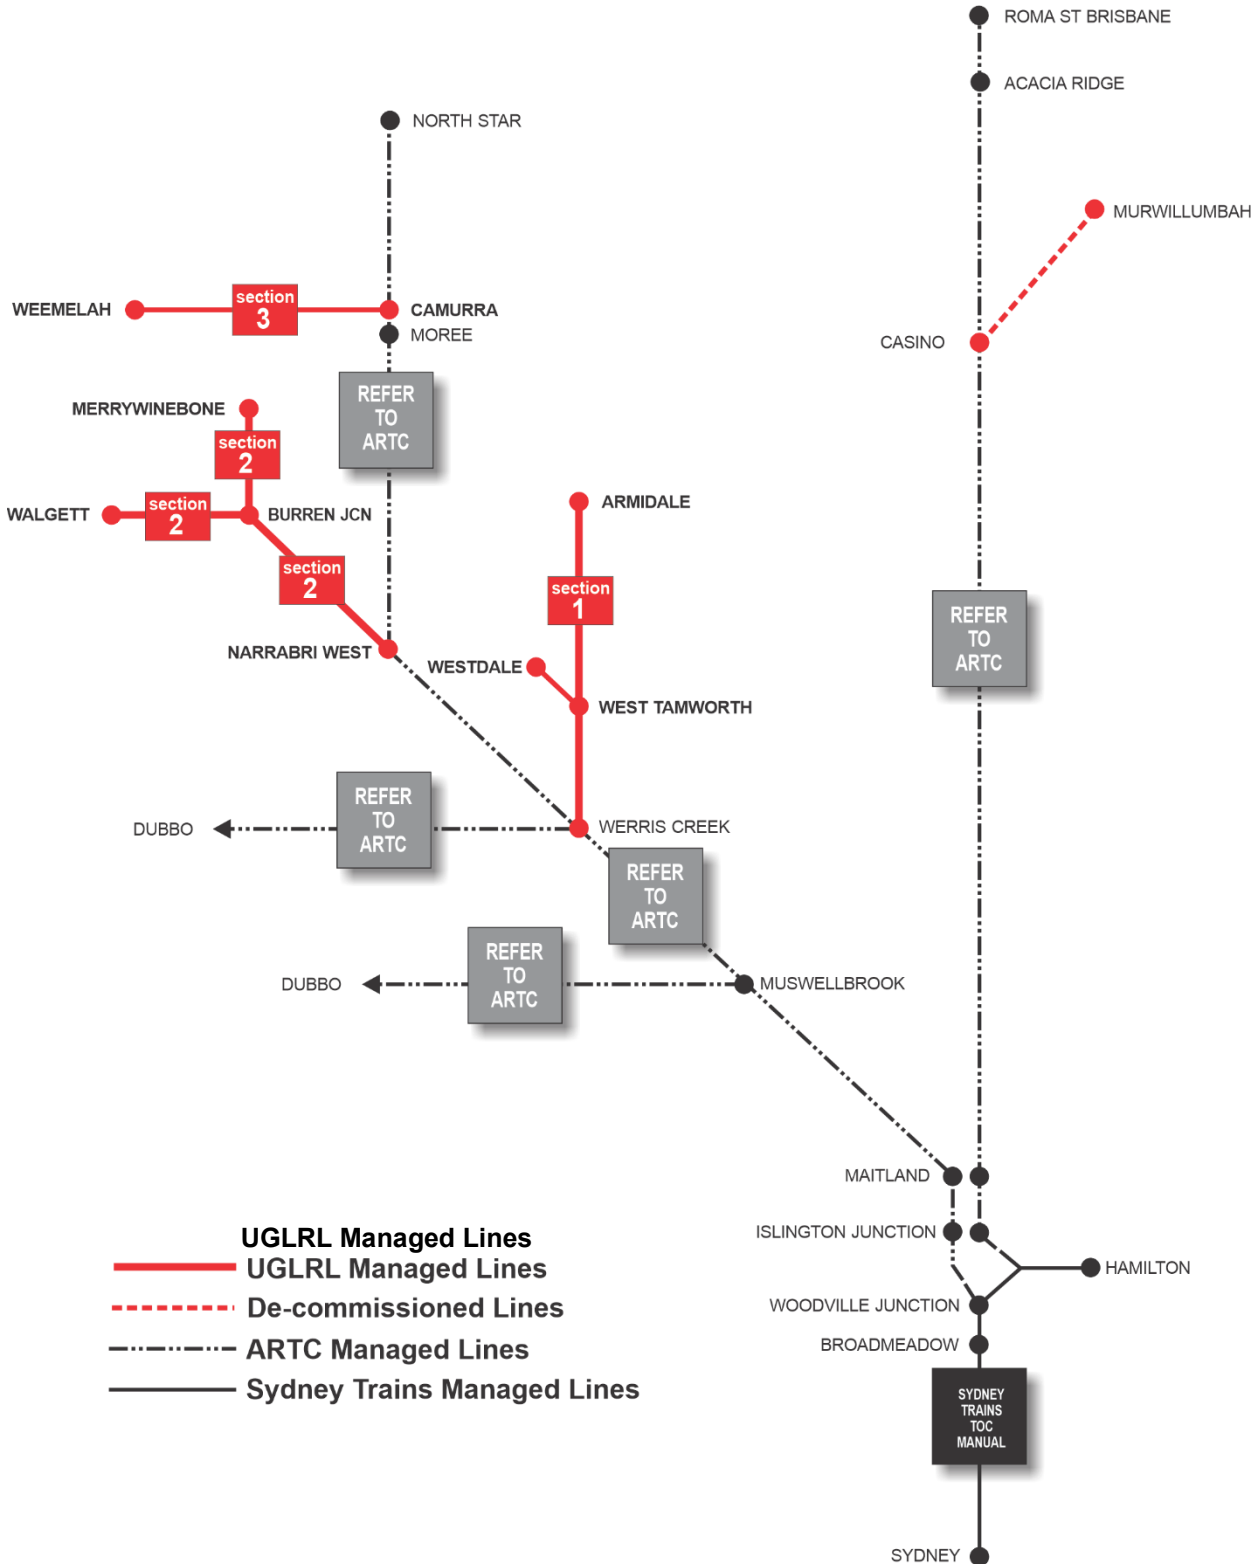 ROMA ST BRISBANE
ACACIA RIDGE
NORTH STAR
MURWILLUMBAH
WEEMELAH
section
3
CAMURRA
MOREE
CASINO
REFER
TO
ARTC
MERRYWINEBONE
section
2
WALGETT
section
2
BURREN JCN
ARMIDALE
section
2
section
1
REFER
TO
ARTC
NARRABRI WEST
WESTDALE
WEST TAMWORTH
REFER
TO
ARTC
DUBBO
WERRIS CREEK
REFER
TO
ARTC
REFER
TO
ARTC
DUBBO
MUSWELLBROOK
MAITLAND
ISLINGTON JUNCTION
HAMILTON
WOODVILLE JUNCTION
BROADMEADOW
SYDNEY
TRAINS
TOC
MANUAL
SYDNEY
UGLRL Managed Lines
UGLRL Managed Lines
De-commissioned Lines
ARTC Managed Lines
Sydney Trains Managed Lines